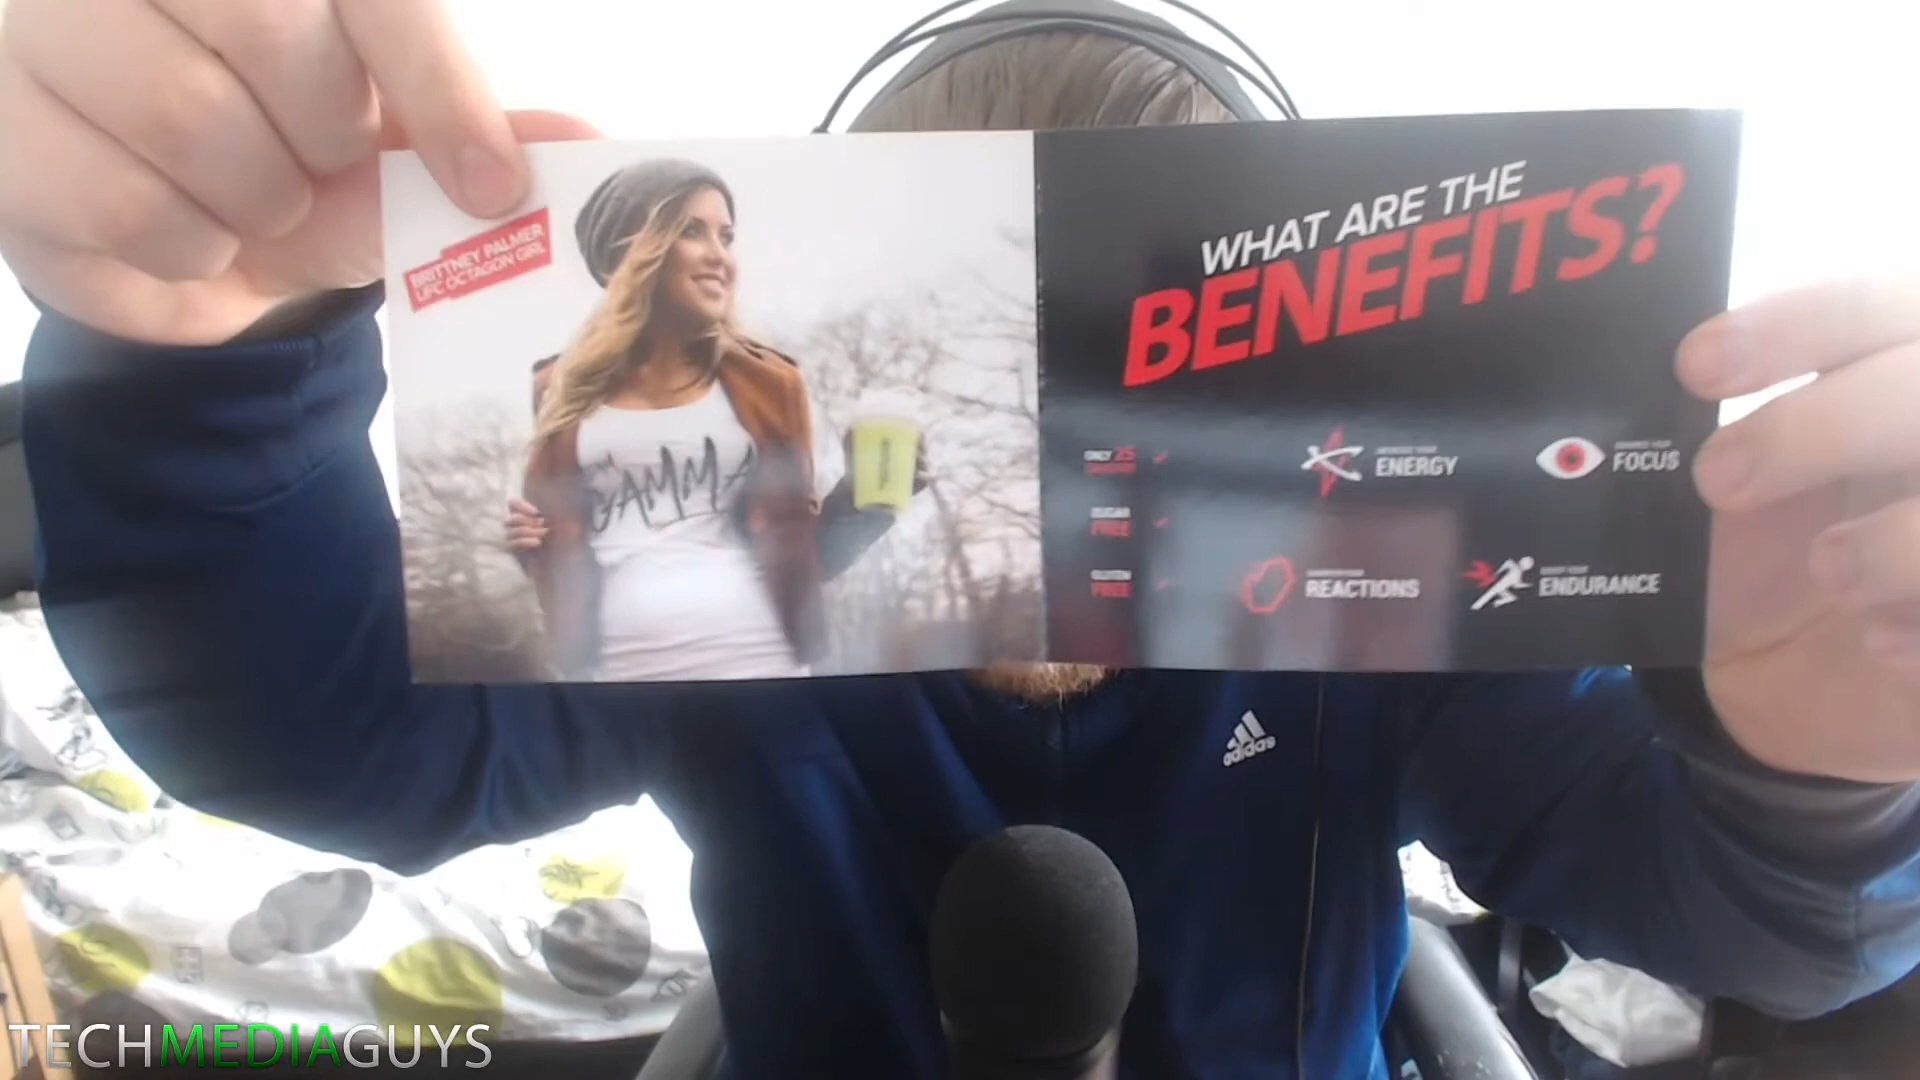 BRITTNEY PALMER
UFC OCTAGON GIRL
GAMMA
WHAT ARE THE
BENEFITS?
ONLY 25
ENERGY
FOCUS
SUGAR
FREE
GLUTEN
FREE
REACTIONS
ENDURANCE
adidas
TECHMEDIAGUYS